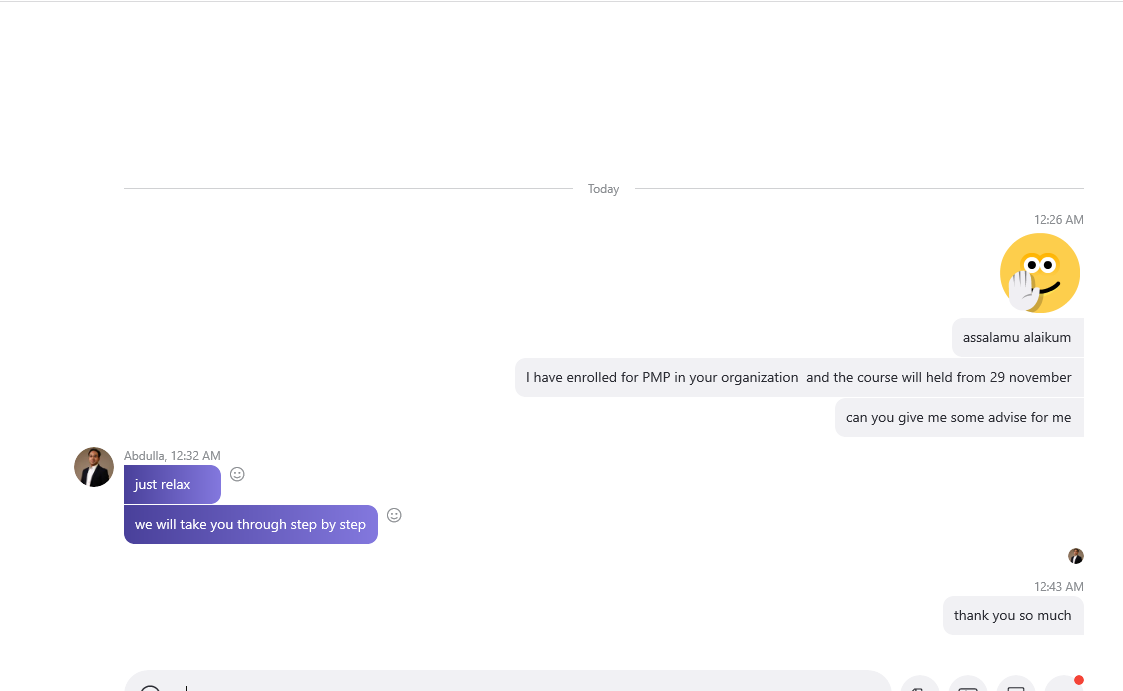 Today
12:26 AM
assalamu alaikum
I have enrolled for PMP in your organization  and the course will held from 29 november
can you give me some advise for me
Abdulla, 12:32 AM
just relax
we will take you through step by step
12:43 AM
thank you so much